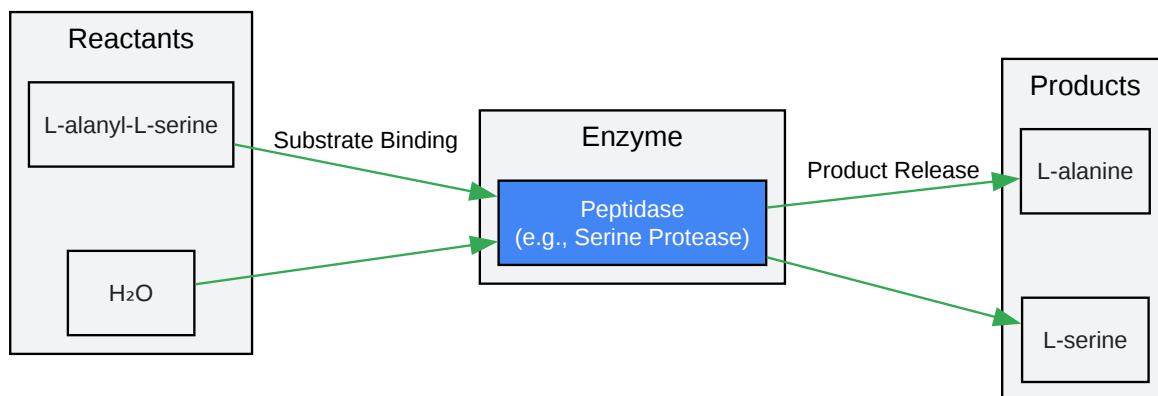 Reactants
L-alanyl-L-serine
H₂O
Substrate Binding
Enzyme
Peptidase
(e.g., Serine Protease)
Product Release
Products
L-alanine
L-serine